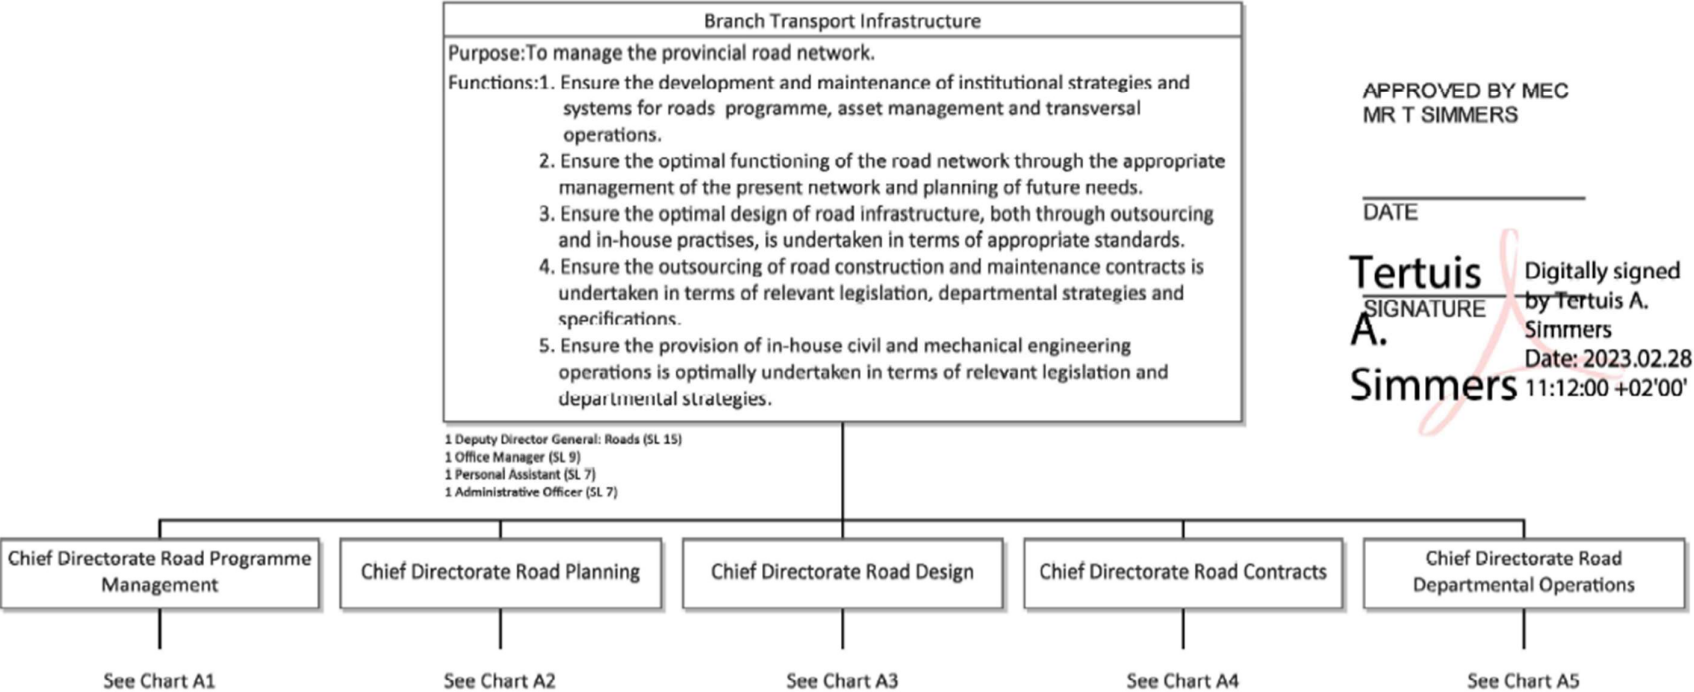 Branch Transport Infrastructure
Purpose:To manage the provincial road network.
Functions:1. Ensure the development and maintenance of institutional strategies and
systems for roads programme, asset management and transversal
operations.
2. Ensure the optimal functioning of the road network through the appropriate
management of the present network and planning of future needs.
3. Ensure the optimal design of road infrastructure, both through outsourcing
and in-house practises, is undertaken in terms of appropriate standards.
4. Ensure the outsourcing of road construction and maintenance contracts is
undertaken in terms of relevant legislation, departmental strategies and
specifications.
5. Ensure the provision of in-house civil and mechanical engineering
operations is optimally undertaken in terms of relevant legislation and
departmental strategies.
1 Deputy Director General: Roads (SL 15)
1 Office Manager (SL 9)
1 Personal Assistant (SL 7)
1 Administrative Officer (SL 7)
APPROVED BY MEC
MR T SIMMERS
DATE
SIGNATURE
Tertuis
A.
Simmers
Digitally signed
by Tertuis A.
Simmers
Date: 2023.02.28
11:12:00 +02'00'
Chief Directorate Road Programme
Management
Chief Directorate Road Planning
Chief Directorate Road Design
Chief Directorate Road Contracts
Chief Directorate Road
Departmental Operations
See Chart A1
See Chart A2
See Chart A3
See Chart A4
See Chart A5